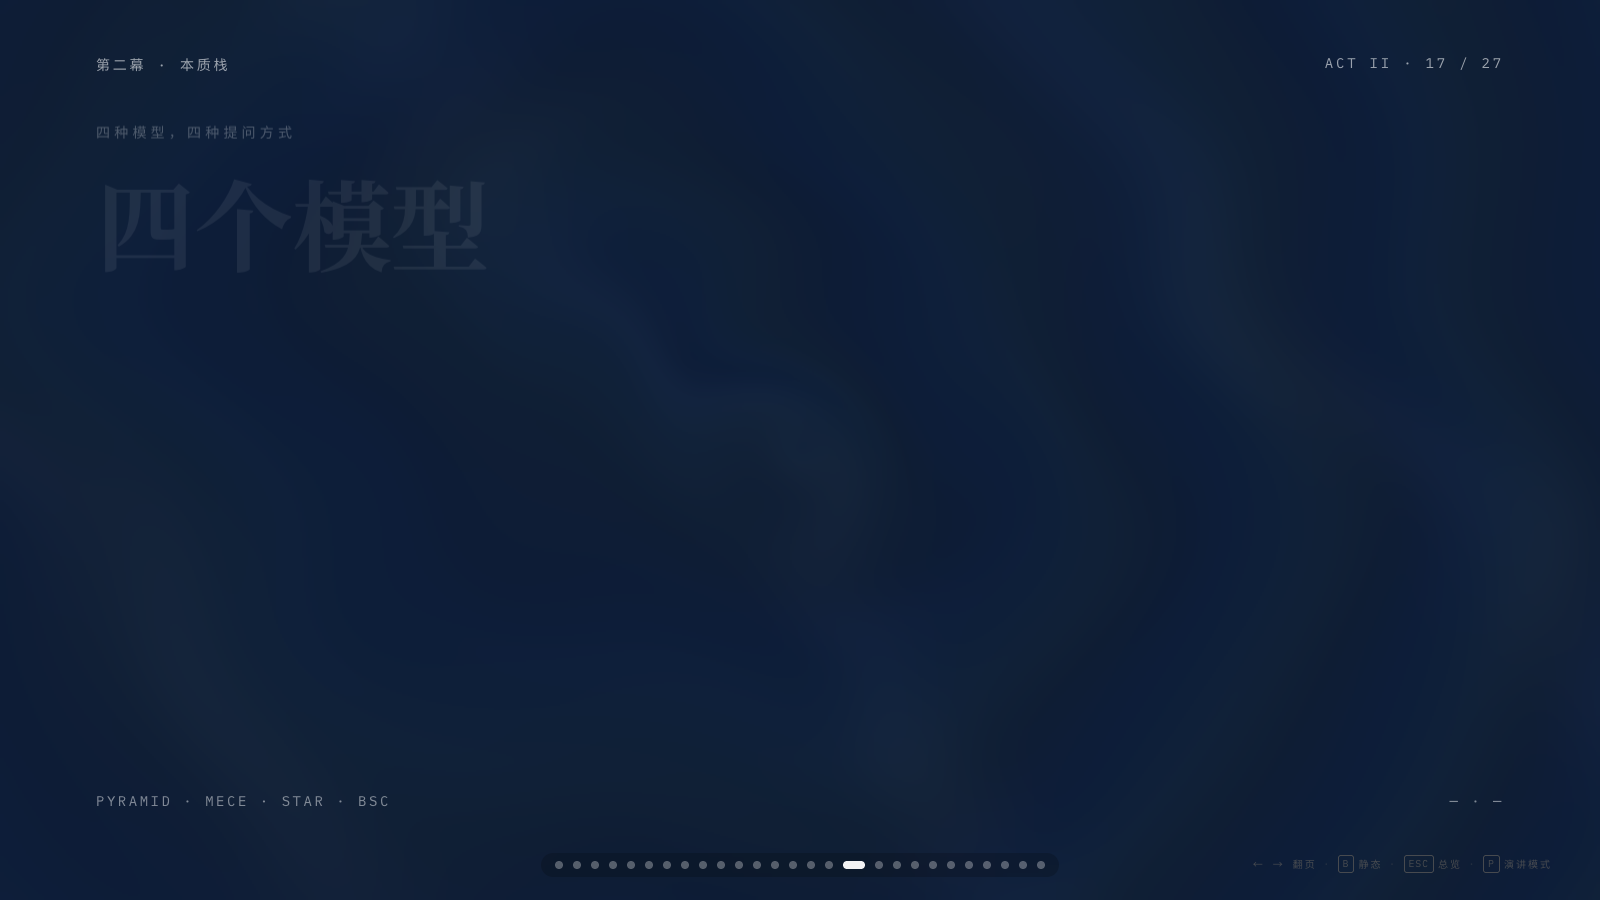 第二幕 · 本质栈
ACT II · 17 / 27
四种模型，四种提问方式
四个模型
PYRAMID · MECE · STAR · BSC
— · —
← → 翻页 · B 静态 · ESC 总览 · P 演讲模式